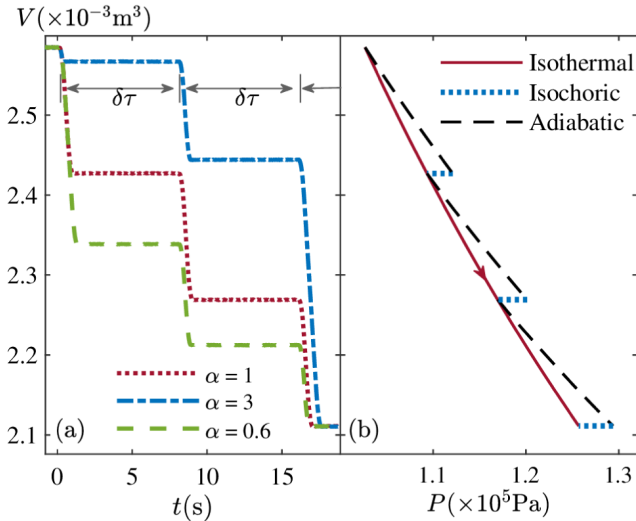 V(×10⁻³m³)
Isothermal
Isochoric
Adiabatic
δτ δτ
2.5
2.4
2.3
2.2
2.1
α = 1
α = 3
α = 0.6
(a)
(b)
0 5 10 15
1.1 1.2 1.3
t(s)
P(×10⁵Pa)